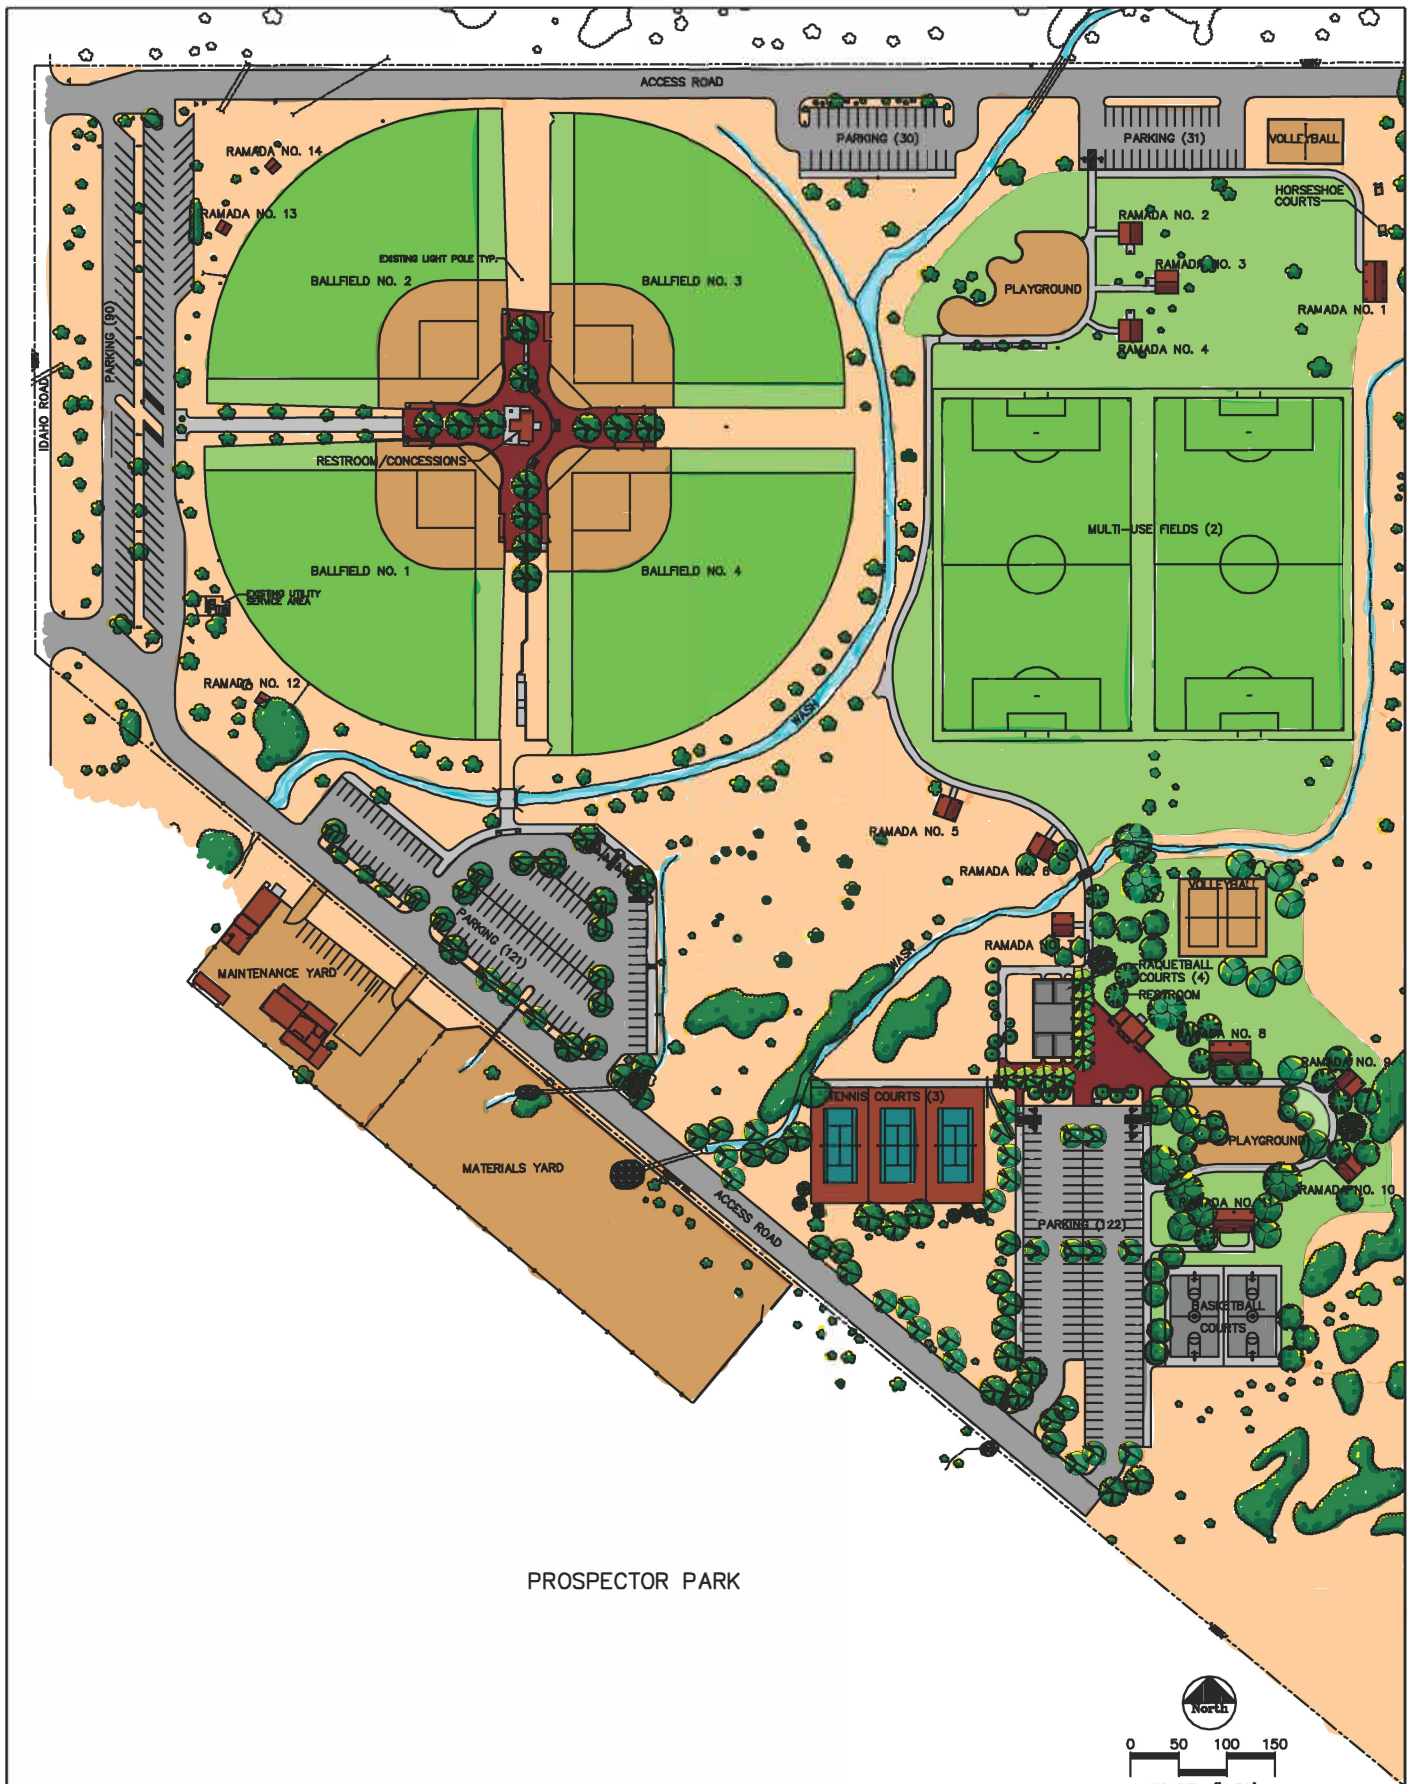 ACCESS ROAD
PARKING (30)
PARKING (31)
VOLLEYBALL
RAMADA NO. 14
HORSESHOE
COURTS
RAMADA NO. 13
RAMADA NO. 2
EXISTING LIGHT POLE TYP.
RAMADA NO. 3
BALLFIELD NO. 2
BALLFIELD NO. 3
PLAYGROUND
RAMADA NO. 1
PARKING (90)
RAMADA NO. 4
IDAHO ROAD
RESTROOM/CONCESSIONS
MULTI-USE FIELDS (2)
BALLFIELD NO. 1
BALLFIELD NO. 4
EXISTING UTILITY
SERVICE AREA
RAMADA NO. 12
WASH
RAMADA NO. 5
RAMADA NO. 6
VOLLEYBALL
PARKING (121)
RAMADA NO. 7
WASH
RAQUETBALL
COURTS (4)
MAINTENANCE YARD
RESTROOM
RAMADA NO. 8
RAMADA NO. 9
TENNIS COURTS (3)
PLAYGROUND
MATERIALS YARD
RAMADA NO. 10
ACCESS ROAD
RAMADA NO. 11
PARKING (122)
BASKETBALL
COURTS
PROSPECTOR PARK
North
0 50 100 150